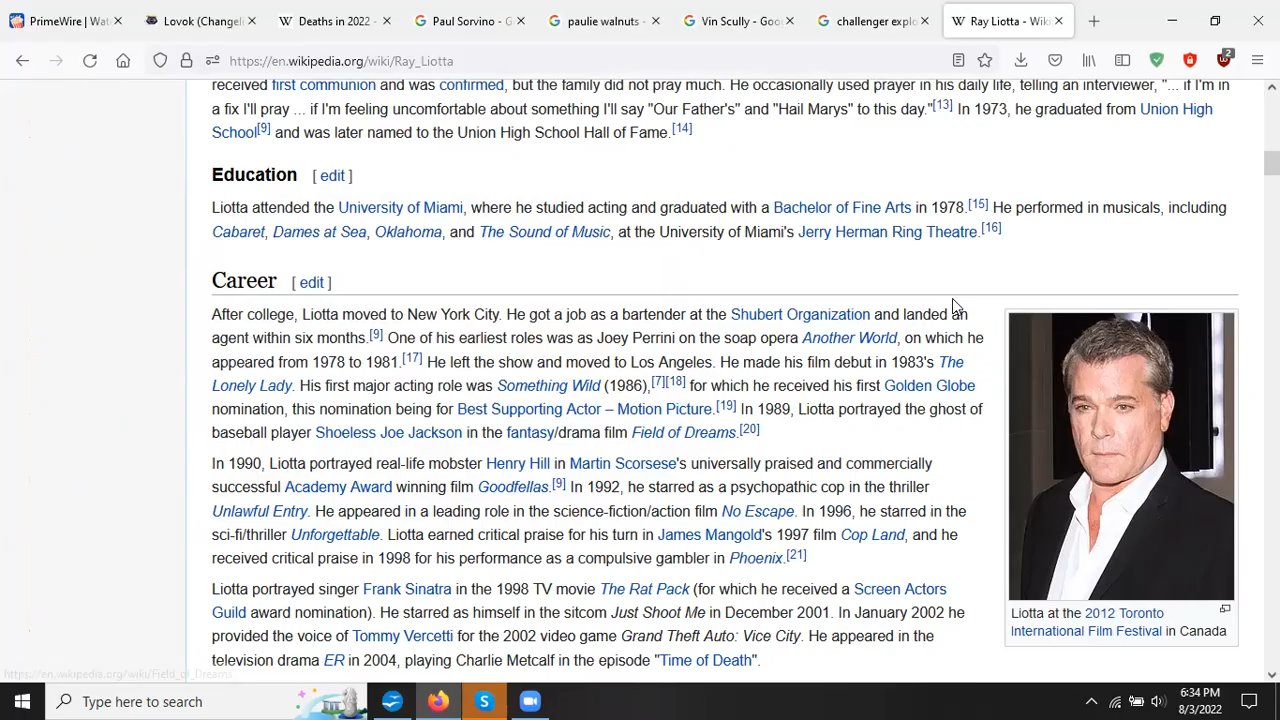 PrimeWire | Wat
Lovok (Changeli
Deaths in 2022 -
Paul Sorvino - G
paulie walnuts -
Vin Scully - Goo
challenger explo
Ray Liotta - Wiki
https://en.wikipedia.org/wiki/Ray_Liotta
2
received first communion and was confirmed, but the family did not pray much. He occasionally used prayer in his daily life, telling an interviewer, "... if I'm in
a fix I'll pray ... if I'm feeling uncomfortable about something I'll say "Our Father's" and "Hail Marys" to this day."[13] In 1973, he graduated from Union High
School[9] and was later named to the Union High School Hall of Fame.[14]
Education [ edit ]
Liotta attended the University of Miami, where he studied acting and graduated with a Bachelor of Fine Arts in 1978.[15] He performed in musicals, including
Cabaret, Dames at Sea, Oklahoma, and The Sound of Music, at the University of Miami's Jerry Herman Ring Theatre.[16]
Career [ edit ]
After college, Liotta moved to New York City. He got a job as a bartender at the Shubert Organization and landed an
agent within six months.[9] One of his earliest roles was as Joey Perrini on the soap opera Another World, on which he
appeared from 1978 to 1981.[17] He left the show and moved to Los Angeles. He made his film debut in 1983's The
Lonely Lady. His first major acting role was Something Wild (1986),[7][18] for which he received his first Golden Globe
nomination, this nomination being for Best Supporting Actor – Motion Picture.[19] In 1989, Liotta portrayed the ghost of
baseball player Shoeless Joe Jackson in the fantasy/drama film Field of Dreams.[20]
In 1990, Liotta portrayed real-life mobster Henry Hill in Martin Scorsese's universally praised and commercially
successful Academy Award winning film Goodfellas.[9] In 1992, he starred as a psychopathic cop in the thriller
Unlawful Entry. He appeared in a leading role in the science-fiction/action film No Escape. In 1996, he starred in the
sci-fi/thriller Unforgettable. Liotta earned critical praise for his turn in James Mangold's 1997 film Cop Land, and he
received critical praise in 1998 for his performance as a compulsive gambler in Phoenix.[21]
Liotta portrayed singer Frank Sinatra in the 1998 TV movie The Rat Pack (for which he received a Screen Actors
Guild award nomination). He starred as himself in the sitcom Just Shoot Me in December 2001. In January 2002 he
provided the voice of Tommy Vercetti for the 2002 video game Grand Theft Auto: Vice City. He appeared in the
television drama ER in 2004, playing Charlie Metcalf in the episode "Time of Death".
Liotta at the 2012 Toronto
International Film Festival in Canada
https://en.wikipedia.org/wiki/Field_of_Dreams
Type here to search
6:34 PM
8/3/2022